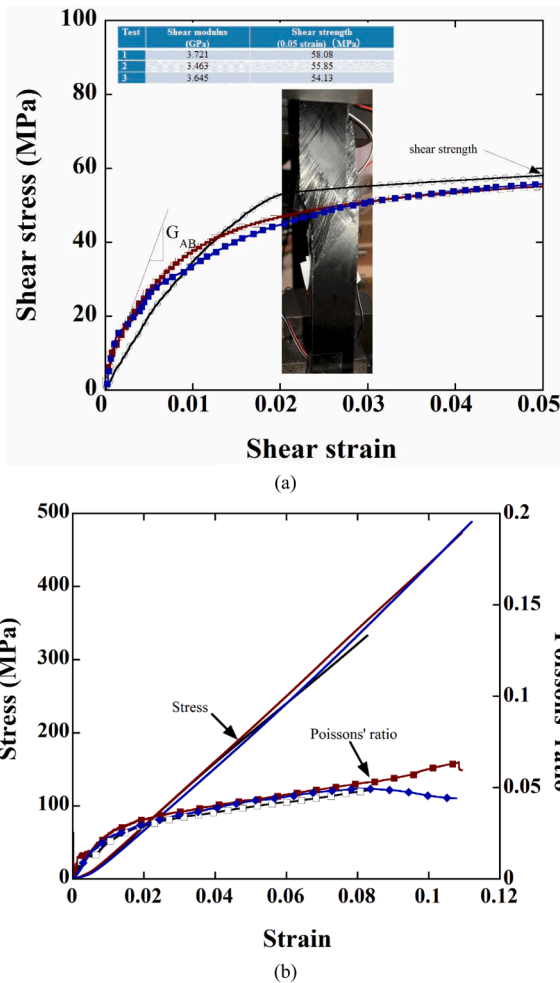 100
Test Shear modulus (GPa) Shear strength (0.05 strain) (MPa)
1 3.721 58.08
2 3.463 55.85
3 3.645 54.13
80
60
40
20
0
Shear stress (MPa)
shear strength
G AB
0 0.01 0.02 0.03 0.04 0.05
Shear strain
(a)
500
400
300
200
100
0
Stress (MPa)
0.2
0.15
0.1
0.05
0
Poissons' ratio
Stress
Poissons' ratio
0 0.02 0.04 0.06 0.08 0.1 0.12
Strain
(b)